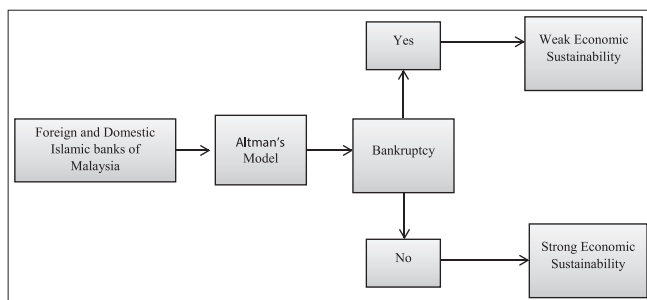 Yes
Weak Economic
Sustainability
Foreign and Domestic
Islamic banks of
Malaysia
Altman's
Model
Bankruptcy
No
Strong Economic
Sustainability